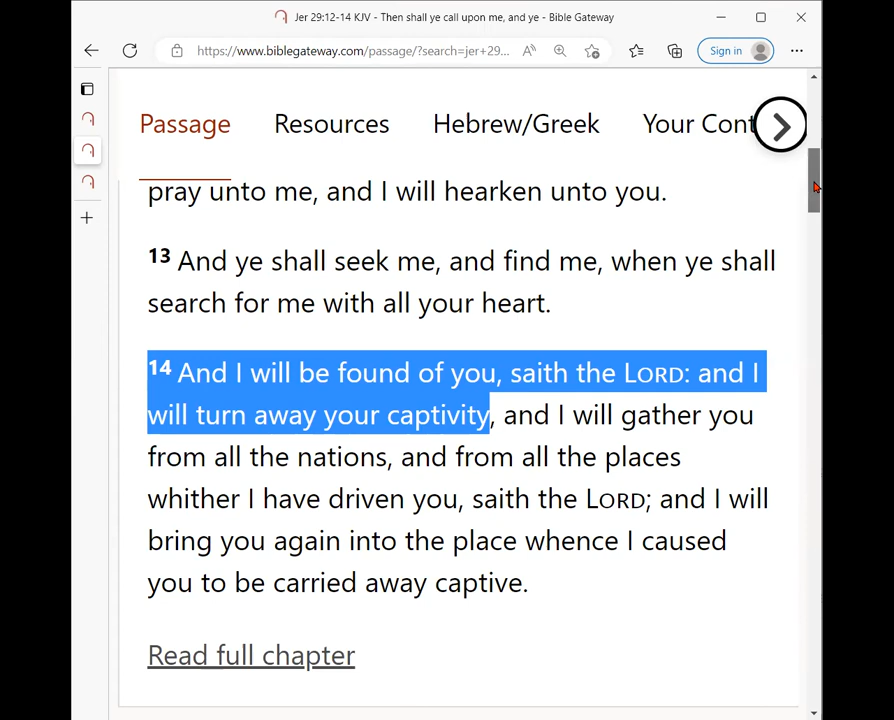 Jer 29:12-14 KJV - Then shall ye call upon me, and ye - Bible Gateway
https://www.biblegateway.com/passage/?search=jer+29...
Sign in
Passage Resources Hebrew/Greek Your Cont
pray unto me, and I will hearken unto you.
13 And ye shall seek me, and find me, when ye shall
search for me with all your heart.
14 And I will be found of you, saith the LORD: and I
will turn away your captivity, and I will gather you
from all the nations, and from all the places
whither I have driven you, saith the LORD; and I will
bring you again into the place whence I caused
you to be carried away captive.
Read full chapter